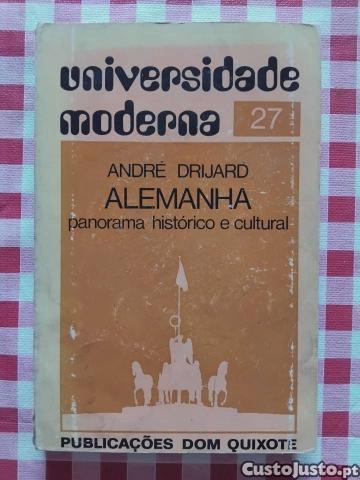 universidade
moderna 27
ANDRÉ DRIJARD
ALEMANHA
panorama histórico e cultural
PUBLICAÇÕES DOM QUIXOTE
CustoJusto.pt